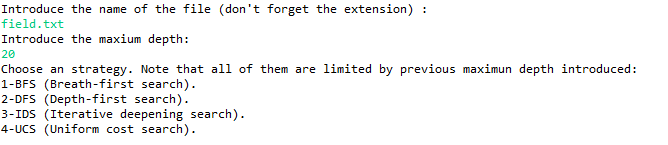 Introduce the name of the file (don't forget the extension) :
field.txt
Introduce the maxium depth:
20
Choose an strategy. Note that all of them are limited by previous maximun depth introduced:
1-BFS (Breath-first search).
2-DFS (Depth-first search).
3-IDS (Iterative deepening search).
4-UCS (Uniform cost search).